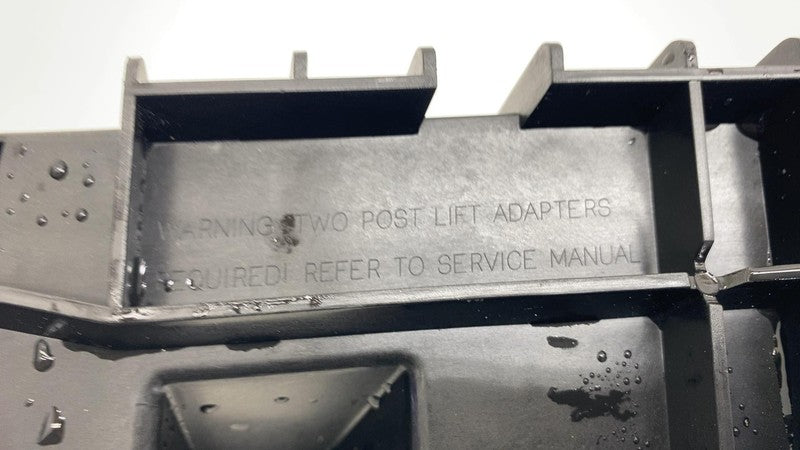 WARNING! TWO POST LIFT ADAPTERS
REQUIRED! REFER TO SERVICE MANUAL